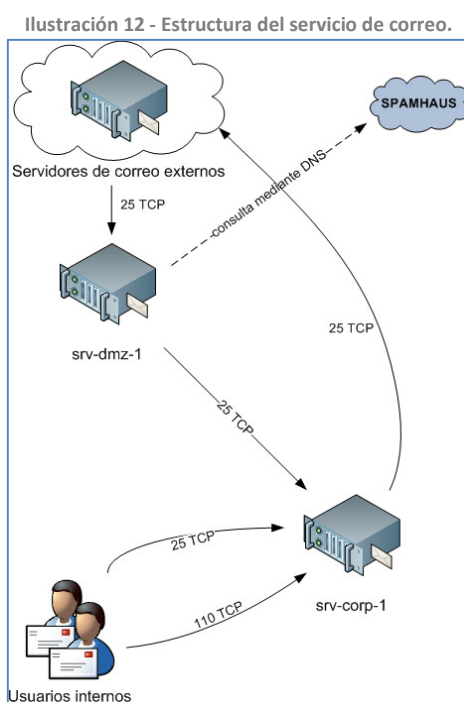 Ilustración 12 - Estructura del servicio de correo.
SPAMHAUS
Servidores de correo externos
consulta mediante DNS
25 TCP
srv-dmz-1
25 TCP
25 TCP
25 TCP
110 TCP
srv-corp-1
Usuarios internos